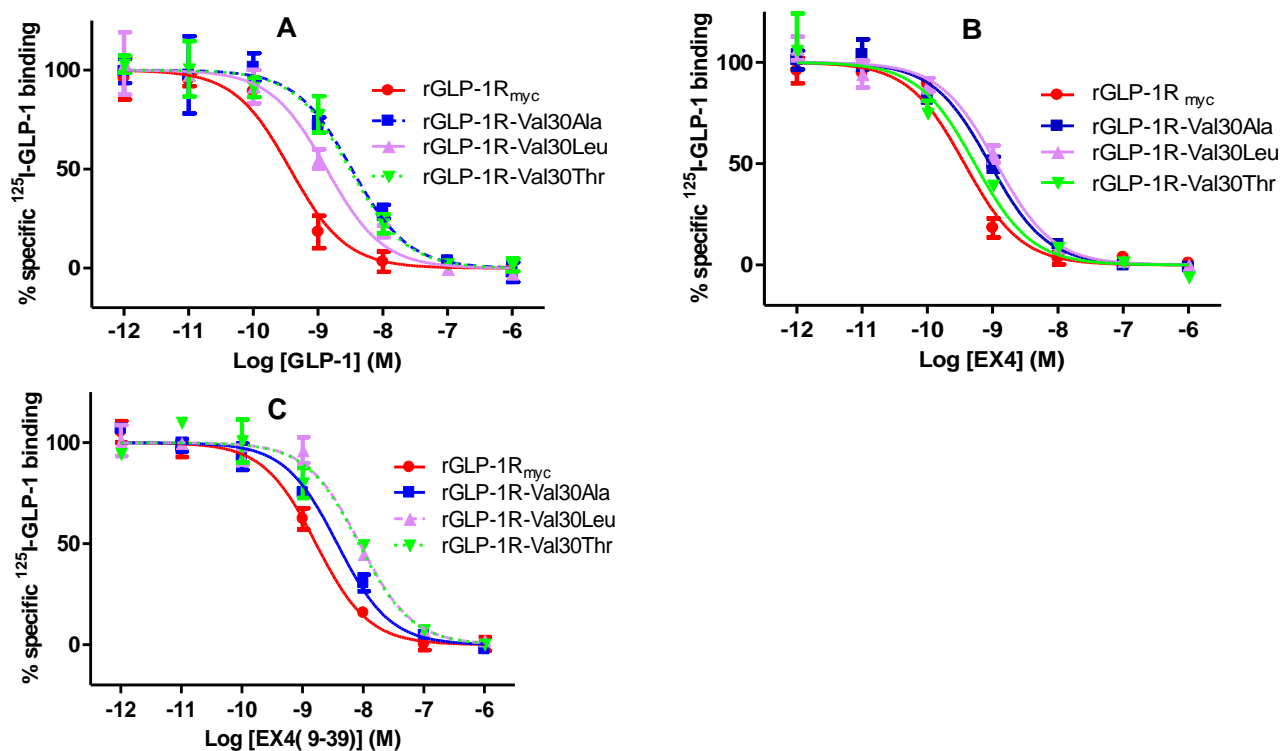 A
% specific ¹²⁵I-GLP-1 binding
100
50
0
rGLP-1Rmyc
rGLP-1R-Val30Ala
rGLP-1R-Val30Leu
rGLP-1R-Val30Thr
-12 -11 -10 -9 -8 -7 -6
Log [GLP-1] (M)
B
% specific ¹²⁵I-GLP-1 binding
100
50
0
rGLP-1R myc
rGLP-1R-Val30Ala
rGLP-1R-Val30Leu
rGLP-1R-Val30Thr
-12 -11 -10 -9 -8 -7 -6
Log [EX4] (M)
C
% specific ¹²⁵I-GLP-1 binding
100
50
0
rGLP-1Rmyc
rGLP-1R-Val30Ala
rGLP-1R-Val30Leu
rGLP-1R-Val30Thr
-12 -11 -10 -9 -8 -7 -6
Log [EX4( 9-39)] (M)